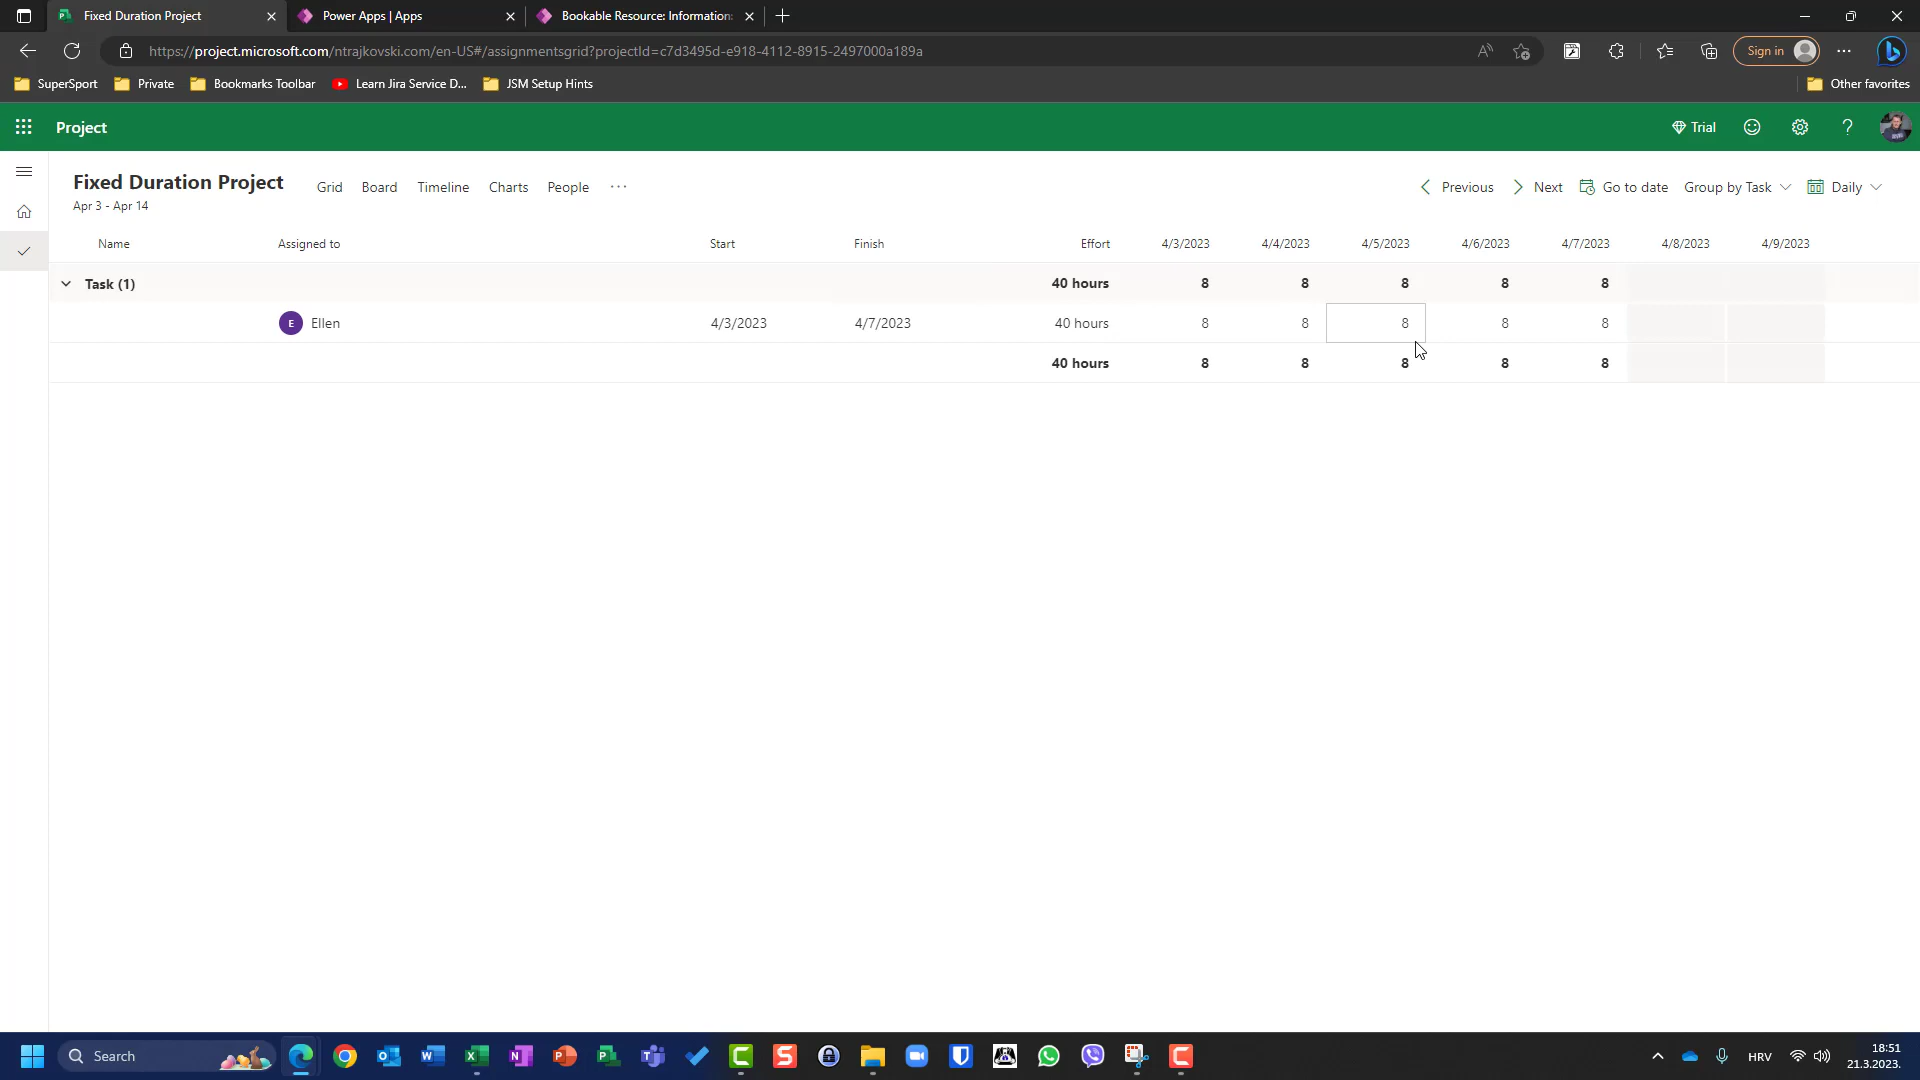 Fixed Duration Project
Power Apps | Apps
Bookable Resource: Information:
https://project.microsoft.com/ntrajkovski.com/en-US#/assignmentsgrid?projectId=c7d3495d-e918-4112-8915-2497000a189a
Sign in
SuperSport
Private
Bookmarks Toolbar
Learn Jira Service D...
JSM Setup Hints
Other favorites
Project
Trial
Fixed Duration Project
Apr 3 - Apr 14
Grid
Board
Timeline
Charts
People
Previous
Next
Go to date
Group by Task
Daily
Name Assigned to Start Finish Effort 4/3/2023 4/4/2023 4/5/2023 4/6/2023 4/7/2023 4/8/2023 4/9/2023
Task (1) 40 hours 8 8 8 8 8
E Ellen 4/3/2023 4/7/2023 40 hours 8 8 8 8 8
40 hours 8 8 8 8 8
Search
HRV
18:51
21.3.2023.